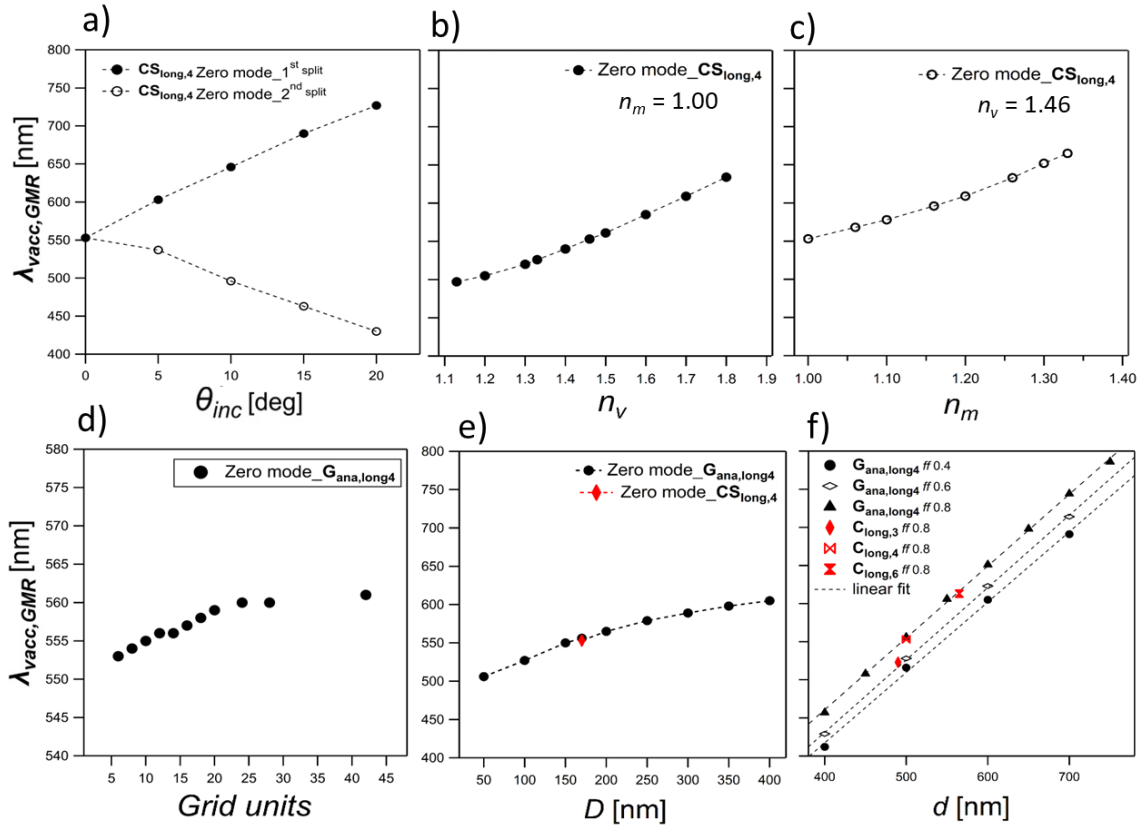 a)
b)
c)
800
750
700
650
600
550
500
450
400
λvacc,GMR [nm]
CSlong,4 Zero mode_1st split
CSlong,4 Zero mode_2nd split
0
5
10
15
20
θinc [deg]
Zero mode_CSlong,4
nm = 1.00
1.1
1.2
1.3
1.4
1.5
1.6
1.7
1.8
1.9
nv
Zero mode_CSlong,4
nv = 1.46
1.00
1.10
1.20
1.30
1.40
nm
d)
e)
f)
580
575
570
565
560
555
550
545
540
λvacc,GMR [nm]
Zero mode_Gana,long4
5
10
15
20
25
30
35
40
45
Grid units
800
750
700
650
600
550
500
450
400
Zero mode_Gana,long4
Zero mode_CSlong,4
50
100
150
200
250
300
350
400
D [nm]
Gana,long4 ff 0.4
Gana,long4 ff 0.6
Gana,long4 ff 0.8
Clong,3 ff 0.8
Clong,4 ff 0.8
Clong,6 ff 0.8
linear fit
400
500
600
700
d [nm]